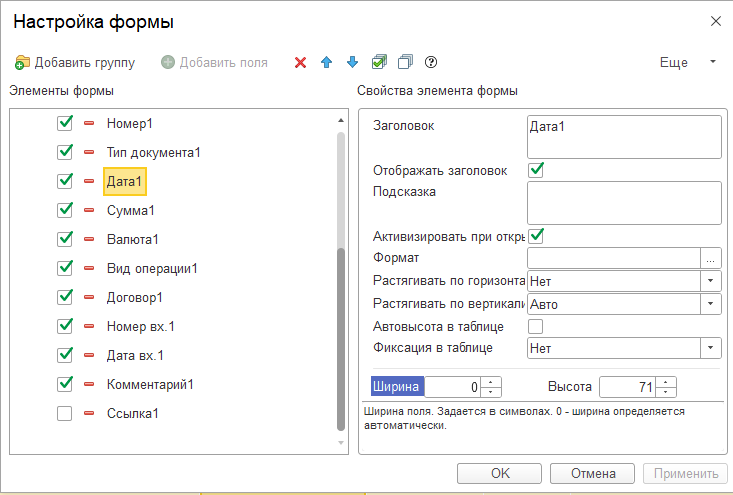 Настройка формы
Добавить группу
Добавить поля
Еще
Элементы формы
Свойства элемента формы
Номер1
Тип документа1
Дата1
Сумма1
Валюта1
Вид операции1
Договор1
Номер вх.1
Дата вх.1
Комментарий1
Ссылка1
Заголовок
Дата1
Отображать заголовок
Подсказка
Активизировать при откры
Формат
...
Растягивать по горизонта
Нет
Растягивать по вертикали
Авто
Автовысота в таблице
Фиксация в таблице
Нет
Ширина
0
Высота
71
Ширина поля. Задается в символах. 0 - ширина определяется
автоматически.
OK
Отмена
Применить